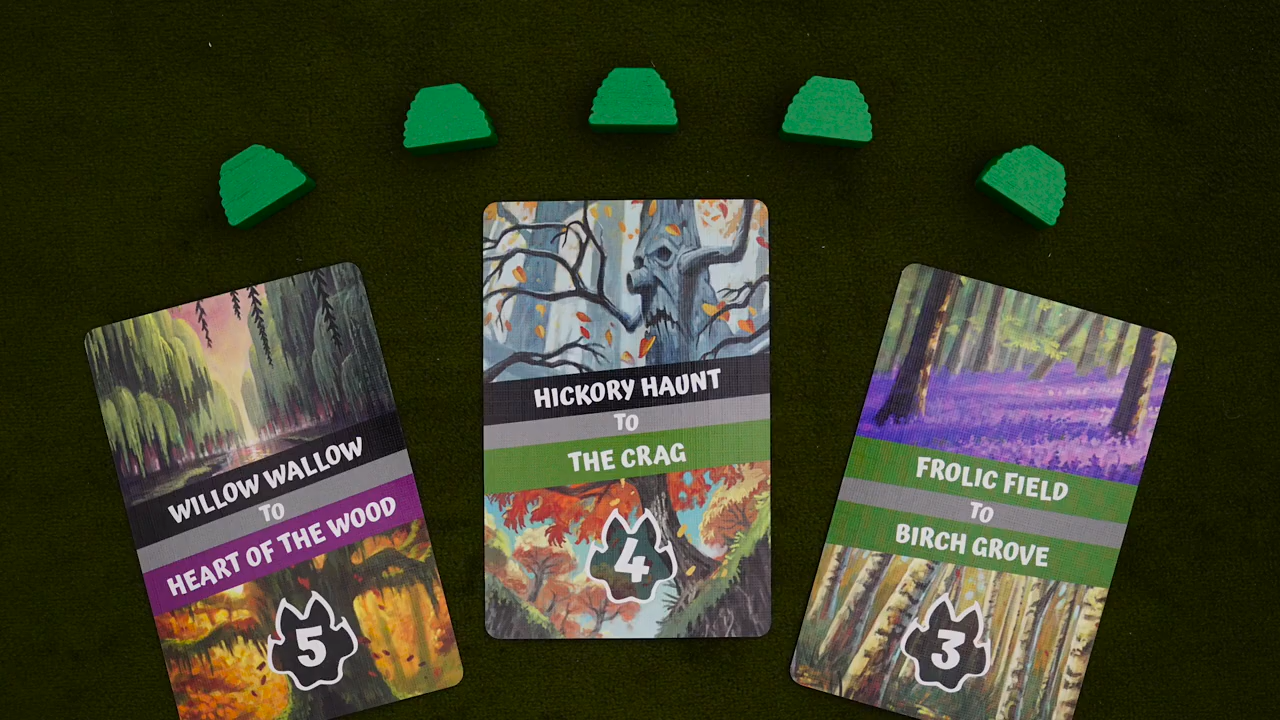 WILLOW WALLOW
TO
HEART OF THE WOOD
5
HICKORY HAUNT
TO
THE CRAG
4
FROLIC FIELD
TO
BIRCH GROVE
3